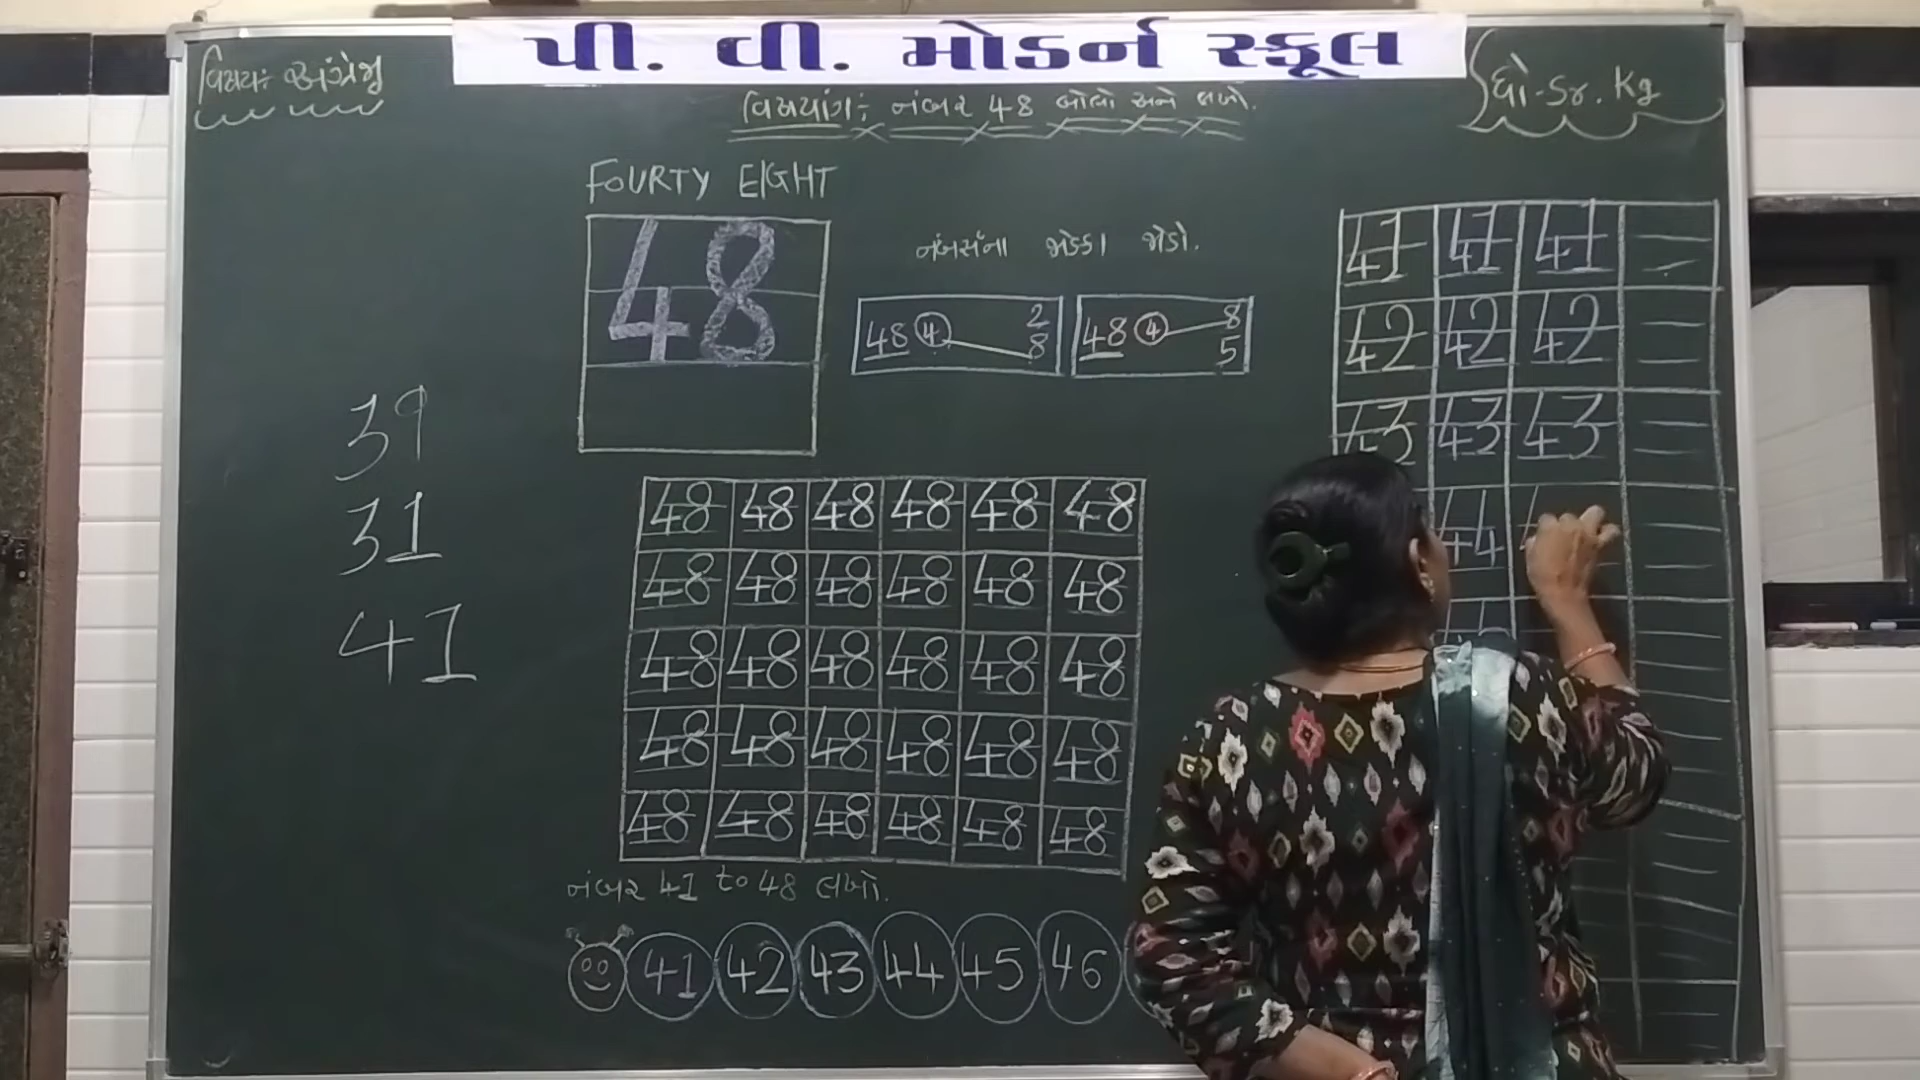 પી. વી. મોડર્ન સ્કૂલ
વિષય: અંગ્રેજી
વિષયાંગ: નંબર 48 બોલો અને લખો.
ધો-Sr. Kg
FOURTY EIGHT
48
નંબર્સના જોડકા જોડો.
48 4 2 8
48 4 8 5
39
31
41
48 48 48 48 48 48
48 48 48 48 48 48
48 48 48 48 48 48
48 48 48 48 48 48
48 48 48 48 48 48
નંબર 41 to 48 લખો.
41 42 43 44 45 46
41 41 41
42 42 42
43 43 43
44